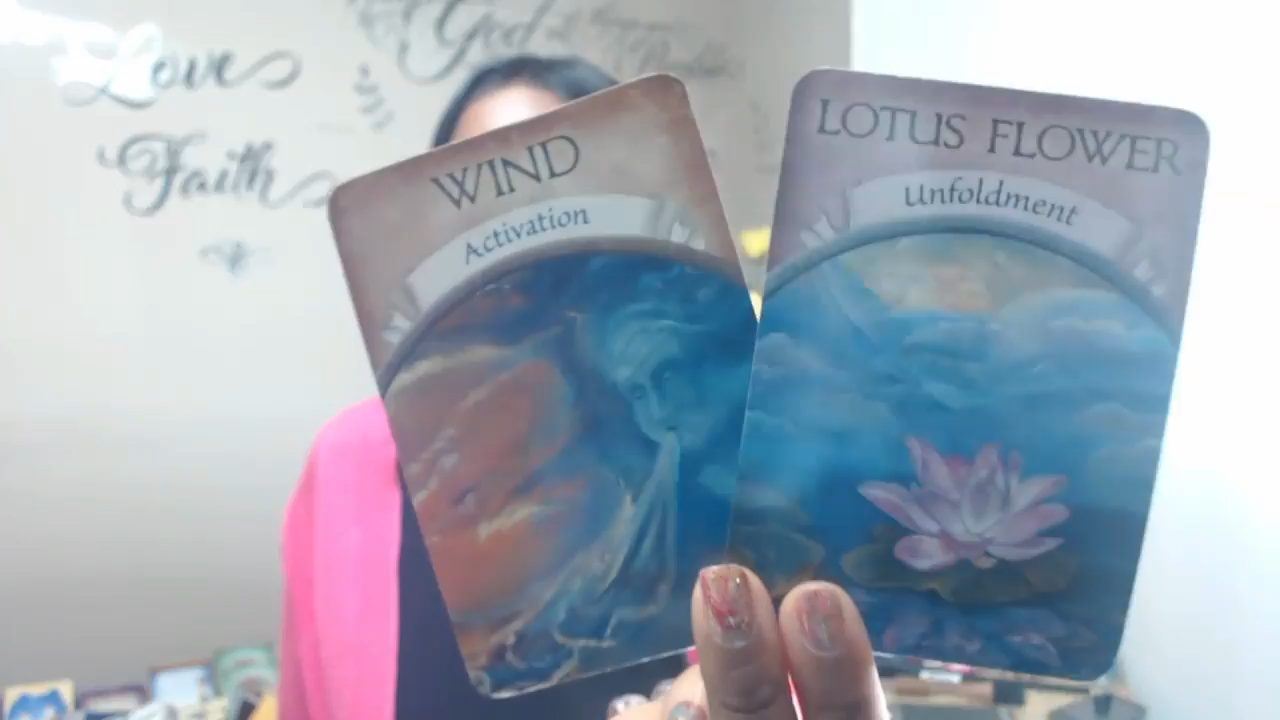 Love
Faith
God
WIND
Activation
LOTUS FLOWER
Unfoldment